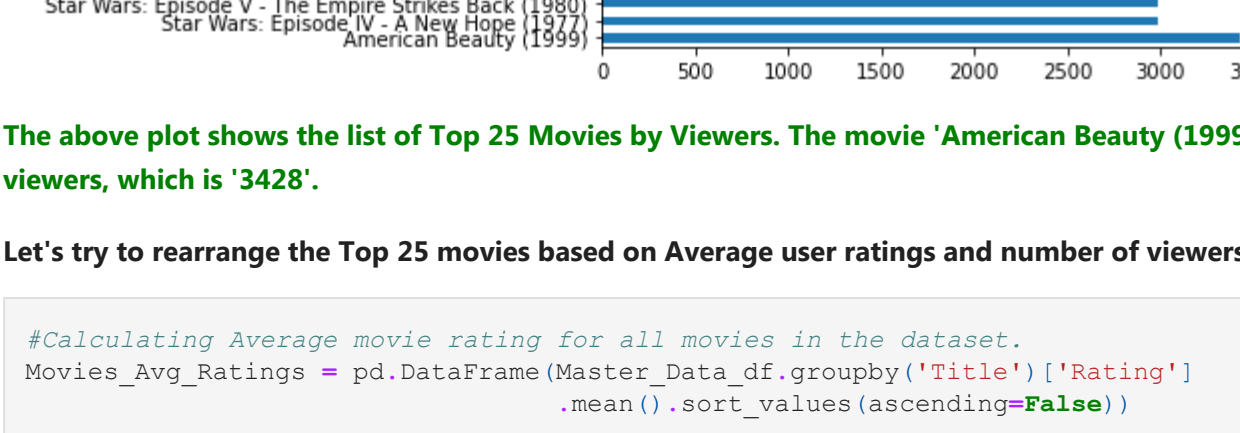 Star Wars: Episode V - The Empire Strikes Back (1980)
Star Wars: Episode IV - A New Hope (1977)
American Beauty (1999)
0 500 1000 1500 2000 2500 3000
The above plot shows the list of Top 25 Movies by Viewers. The movie 'American Beauty (1999
viewers, which is '3428'.
Let's try to rearrange the Top 25 movies based on Average user ratings and number of viewers
#Calculating Average movie rating for all movies in the dataset.
Movies_Avg_Ratings = pd.DataFrame(Master_Data_df.groupby('Title')['Rating']
.mean().sort_values(ascending=False))